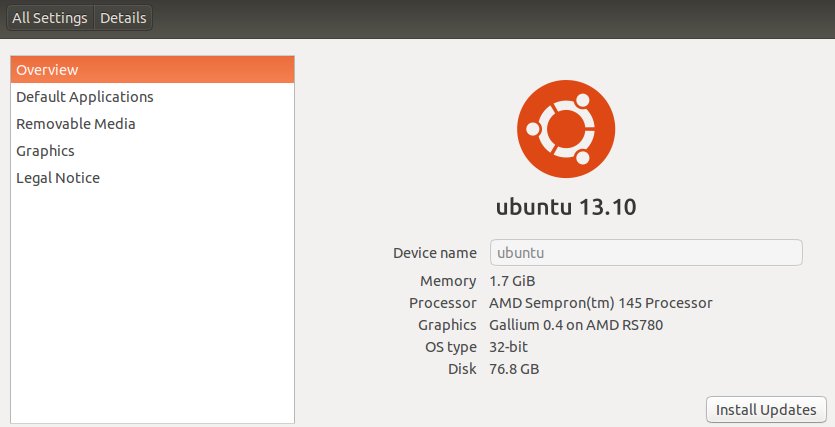 All Settings Details
Overview
Default Applications
Removable Media
Graphics
Legal Notice
ubuntu 13.10
Device name ubuntu
Memory 1.7 GiB
Processor AMD Sempron(tm) 145 Processor
Graphics Gallium 0.4 on AMD RS780
OS type 32-bit
Disk 76.8 GB
Install Updates